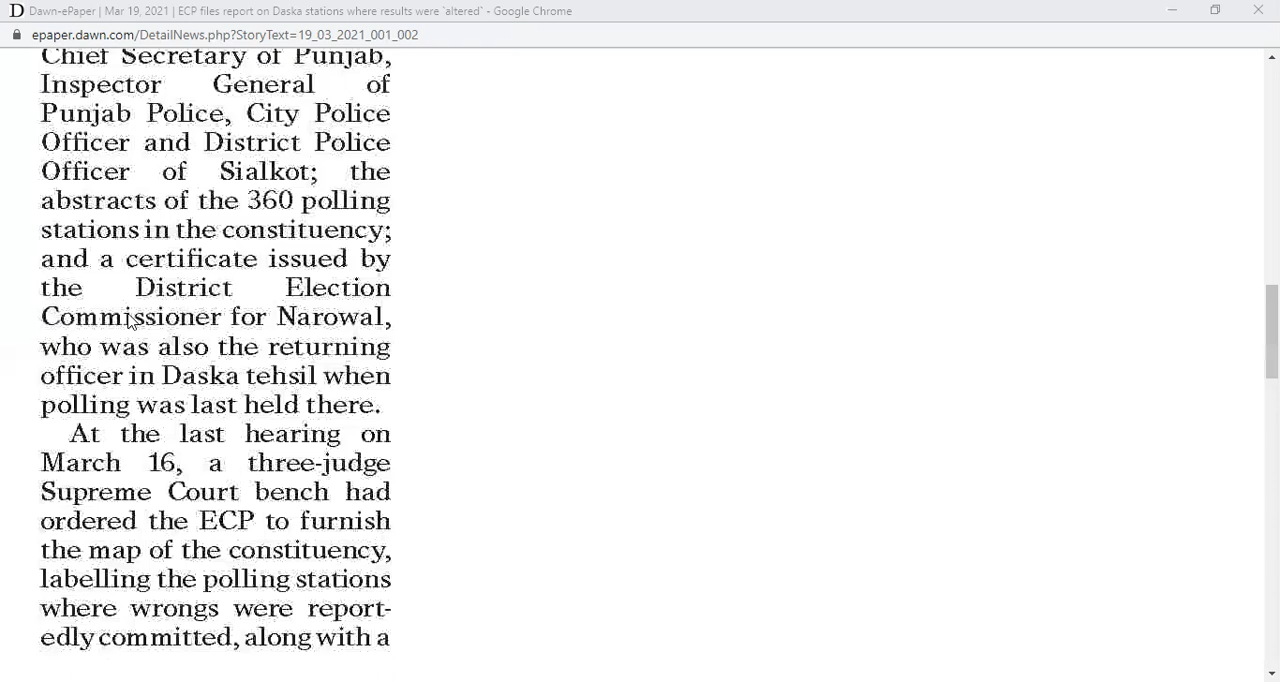 D Dawn-ePaper | Mar 19, 2021 | ECP files report on Daska stations where results were `altered` - Google Chrome
epaper.dawn.com/DetailNews.php?StoryText=19_03_2021_001_002
Chief Secretary of Punjab,
Inspector General of
Punjab Police, City Police
Officer and District Police
Officer of Sialkot; the
abstracts of the 360 polling
stations in the constituency;
and a certificate issued by
the District Election
Commissioner for Narowal,
who was also the returning
officer in Daska tehsil when
polling was last held there.
At the last hearing on
March 16, a three-judge
Supreme Court bench had
ordered the ECP to furnish
the map of the constituency,
labelling the polling stations
where wrongs were report-
edly committed, along with a